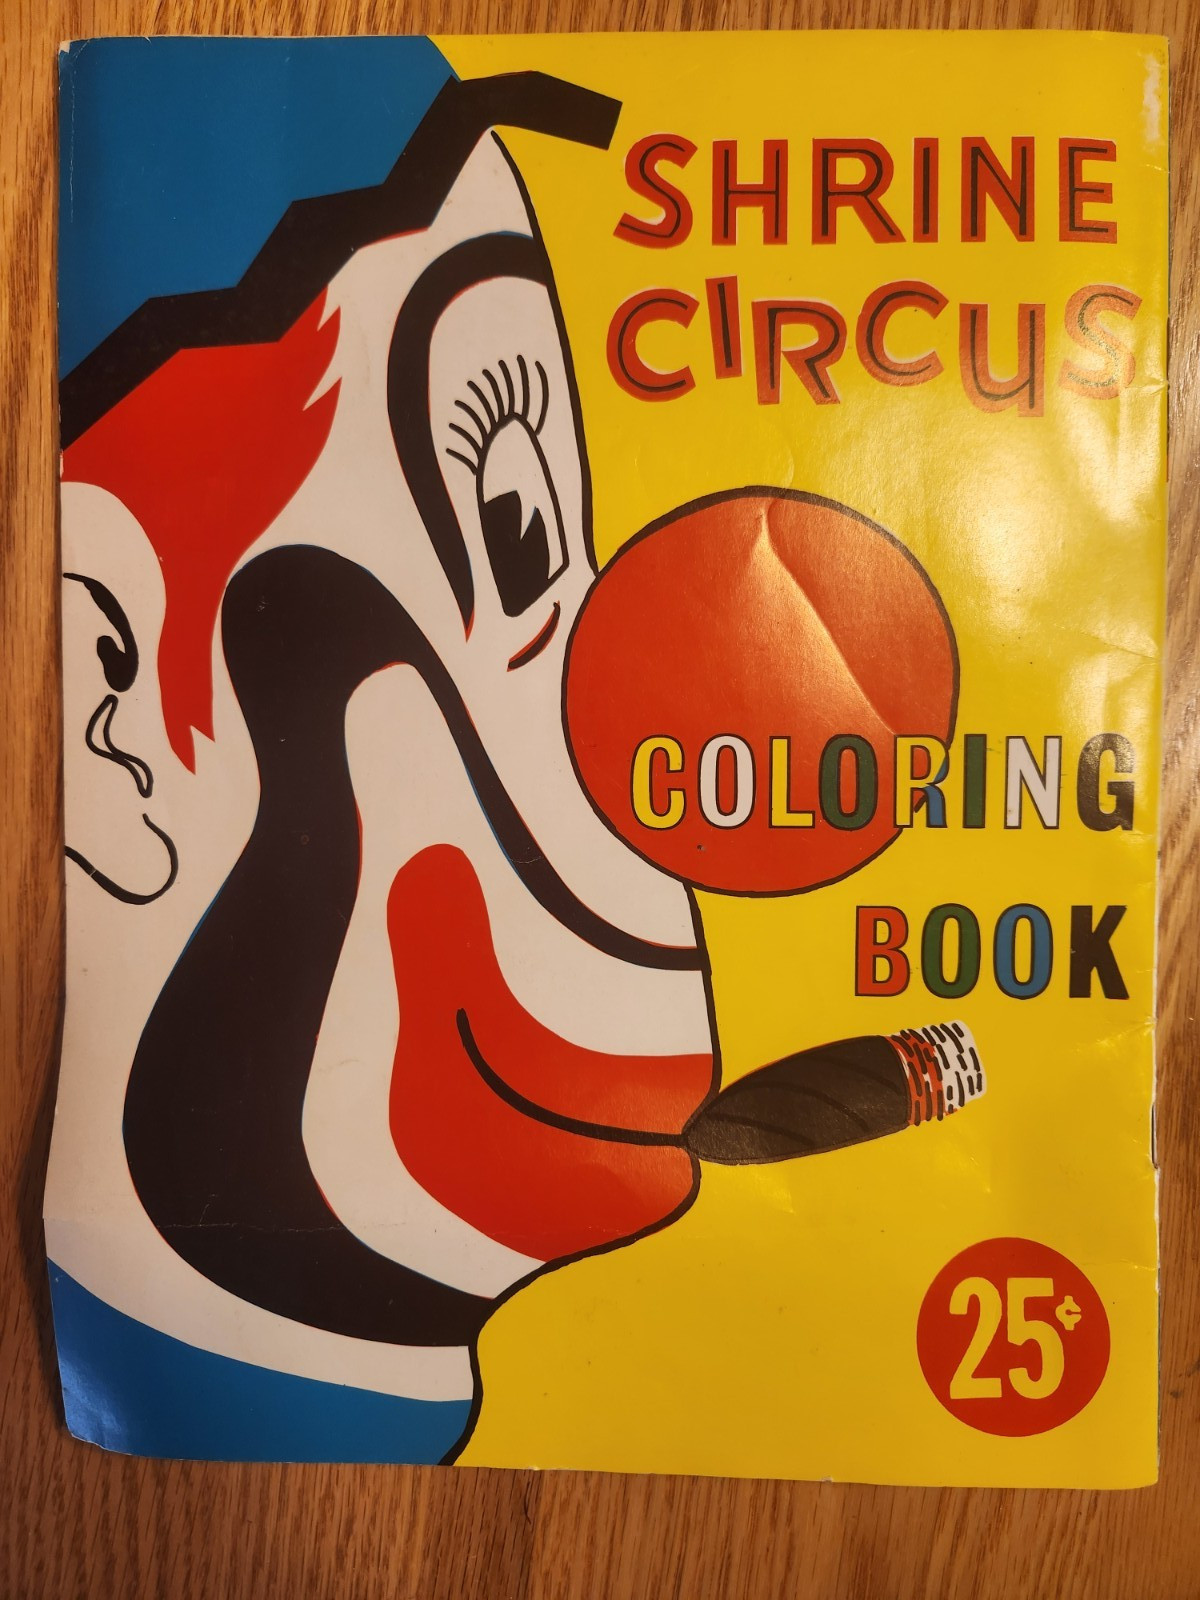 SHRINE
CIRCUS
COLORING
BOOK
25¢